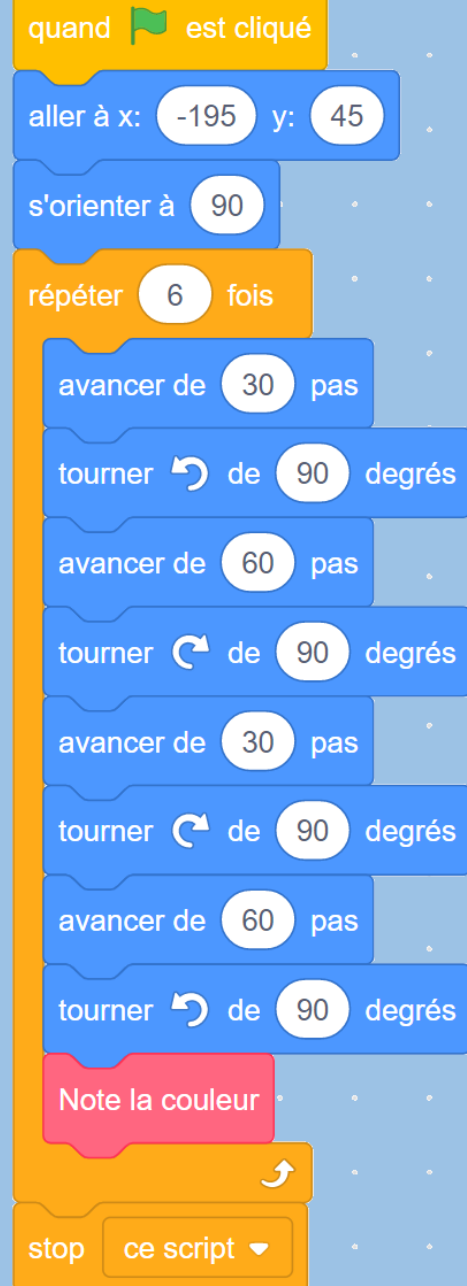 quand est cliqué
aller à x: -195 y: 45
s'orienter à 90
répéter 6 fois
avancer de 30 pas
tourner de 90 degrés
avancer de 60 pas
tourner de 90 degrés
avancer de 30 pas
tourner de 90 degrés
avancer de 60 pas
tourner de 90 degrés
Note la couleur
stop ce script